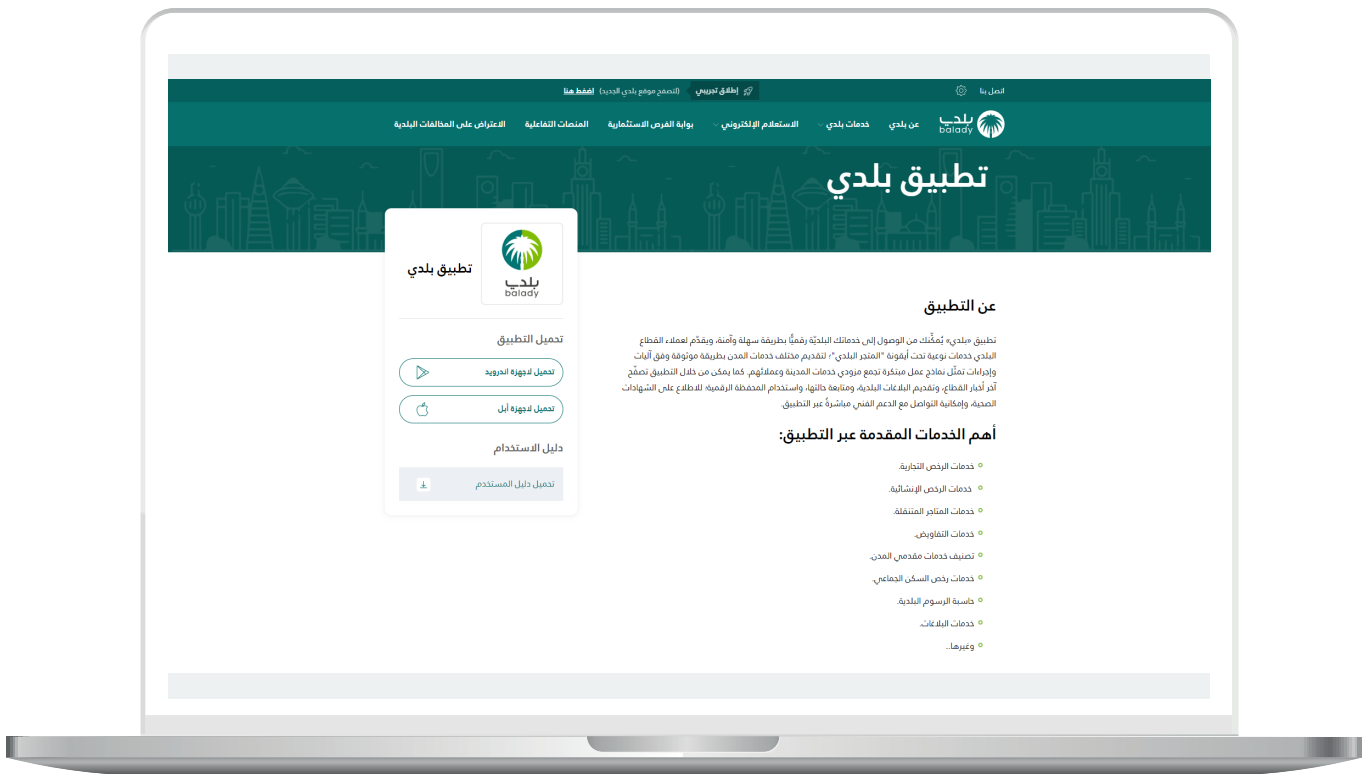 اتصل بنا
إطلاق تجريبي (لتصفح موقع بلدي الجديد) اضغط هنا
بلدي
balady
عن بلدي خدمات بلدي الاستعلام الإلكتروني بوابة الفرص الاستثمارية المنصات التفاعلية الاعتراض على المخالفات البلدية
تطبيق بلدي
عن التطبيق
تطبيق «بلدي» يُمكّنك من الوصول إلى خدماتك البلديّة رقميًّا بطريقة سهلة وآمنة، ويقدّم لعملاء القطاع
البلدي خدمات نوعية تحت أيقونة "المتجر البلدي"؛ لتقديم مختلف خدمات المدن بطريقة موثوقة وفق آليات
وإجراءات تمثّل نماذج عمل مبتكرة تجمع مزودي خدمات المدينة وعملائهم. كما يمكن من خلال التطبيق تصفّح
آخر أخبار القطاع، وتقديم البلاغات البلدية، ومتابعة حالتها، واستخدام المحفظة الرقمية؛ للاطلاع على الشهادات
الصحية، وإمكانية التواصل مع الدعم الفني مباشرةً عبر التطبيق.
أهم الخدمات المقدمة عبر التطبيق:
خدمات الرخص التجارية.
خدمات الرخص الإنشائية.
خدمات المتاجر المتنقلة.
خدمات التفاويض.
تصنيف خدمات مقدمي المدن.
خدمات رخص السكن الجماعي.
حاسبة الرسوم البلدية.
خدمات البلاغات.
وغيرها..
بلدي
balady
تطبيق بلدي
تحميل التطبيق
تحميل لاجهزة اندرويد
تحميل لاجهزة أبل
دليل الاستخدام
تحميل دليل المستخدم